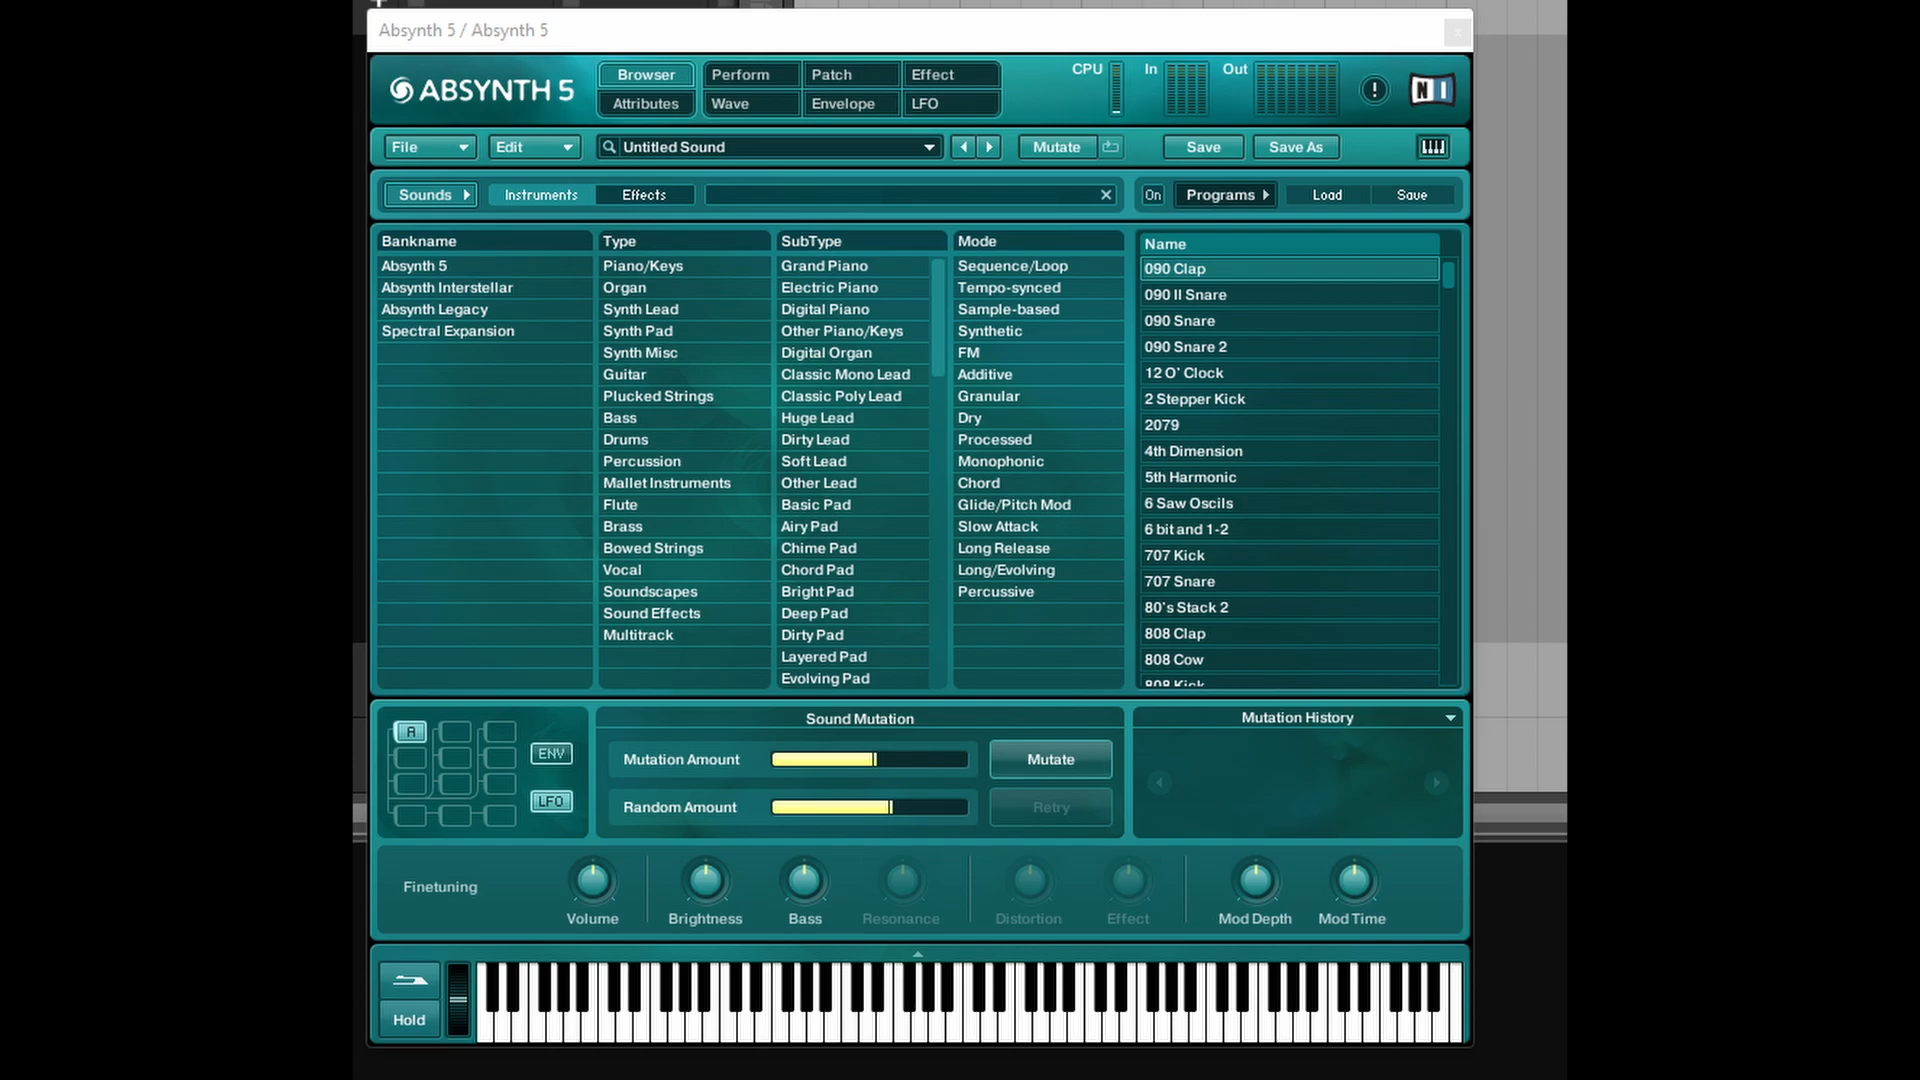 Absynth 5 / Absynth 5
ABSYNTH 5
Browser Perform Patch Effect
Attributes Wave Envelope LFO
CPU In Out
! NI
File Edit Untitled Sound Mutate Save Save As
Sounds Instruments Effects On Programs Load Save
Bankname
Absynth 5
Absynth Interstellar
Absynth Legacy
Spectral Expansion
Type
Piano/Keys
Organ
Synth Lead
Synth Pad
Synth Misc
Guitar
Plucked Strings
Bass
Drums
Percussion
Mallet Instruments
Flute
Brass
Bowed Strings
Vocal
Soundscapes
Sound Effects
Multitrack
SubType
Grand Piano
Electric Piano
Digital Piano
Other Piano/Keys
Digital Organ
Classic Mono Lead
Classic Poly Lead
Huge Lead
Dirty Lead
Soft Lead
Other Lead
Basic Pad
Airy Pad
Chime Pad
Chord Pad
Bright Pad
Deep Pad
Dirty Pad
Layered Pad
Evolving Pad
Mode
Sequence/Loop
Tempo-synced
Sample-based
Synthetic
FM
Additive
Granular
Dry
Processed
Monophonic
Chord
Glide/Pitch Mod
Slow Attack
Long Release
Long/Evolving
Percussive
Name
090 Clap
090 II Snare
090 Snare
090 Snare 2
12 O' Clock
2 Stepper Kick
2079
4th Dimension
5th Harmonic
6 Saw Oscils
6 bit and 1-2
707 Kick
707 Snare
80's Stack 2
808 Clap
808 Cow
808 Kick
A
ENV
LFO
Sound Mutation
Mutation Amount Mutate
Random Amount Retry
Mutation History
Finetuning Volume Brightness Bass Resonance Distortion Effect Mod Depth Mod Time
Hold